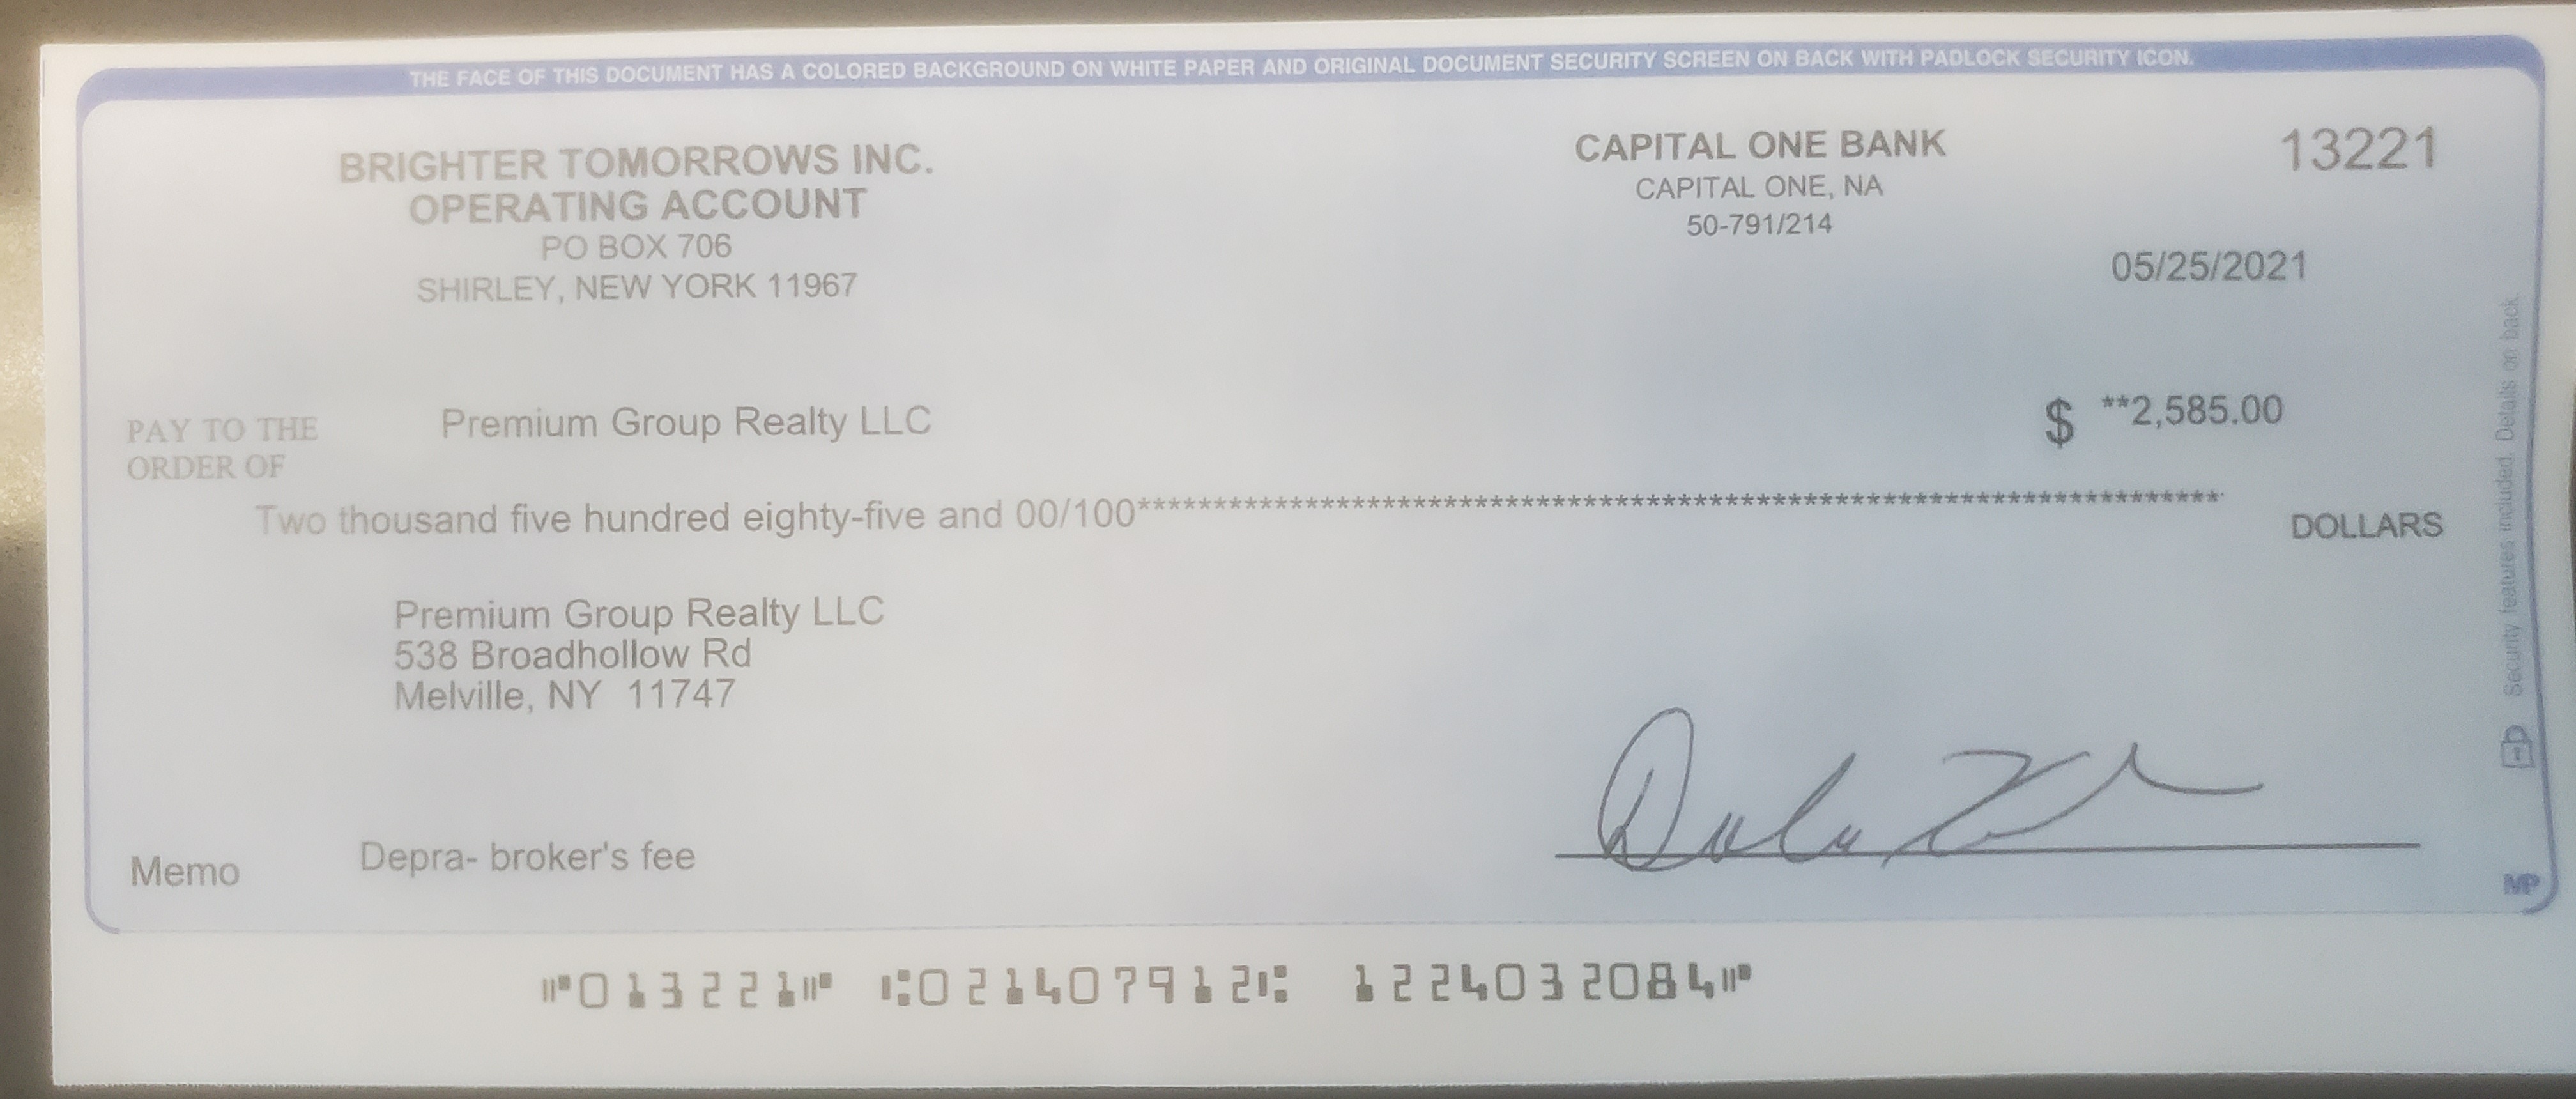 THE FACE OF THIS DOCUMENT HAS A COLORED BACKGROUND ON WHITE PAPER AND ORIGINAL DOCUMENT SECURITY SCREEN ON BACK WITH PADLOCK SECURITY ICON.
BRIGHTER TOMORROWS INC.
OPERATING ACCOUNT
PO BOX 706
SHIRLEY, NEW YORK 11967
CAPITAL ONE BANK
CAPITAL ONE, NA
50-791/214
13221
05/25/2021
PAY TO THE
ORDER OF
Premium Group Realty LLC
$ **2,585.00
Two thousand five hundred eighty-five and 00/100***********************************************************************
DOLLARS
Premium Group Realty LLC
538 Broadhollow Rd
Melville, NY 11747
Memo
Depra- broker's fee
Security features included. Details on back.
MP
⑈013221⑈ ⑆021407912⑆ 1224032084⑈